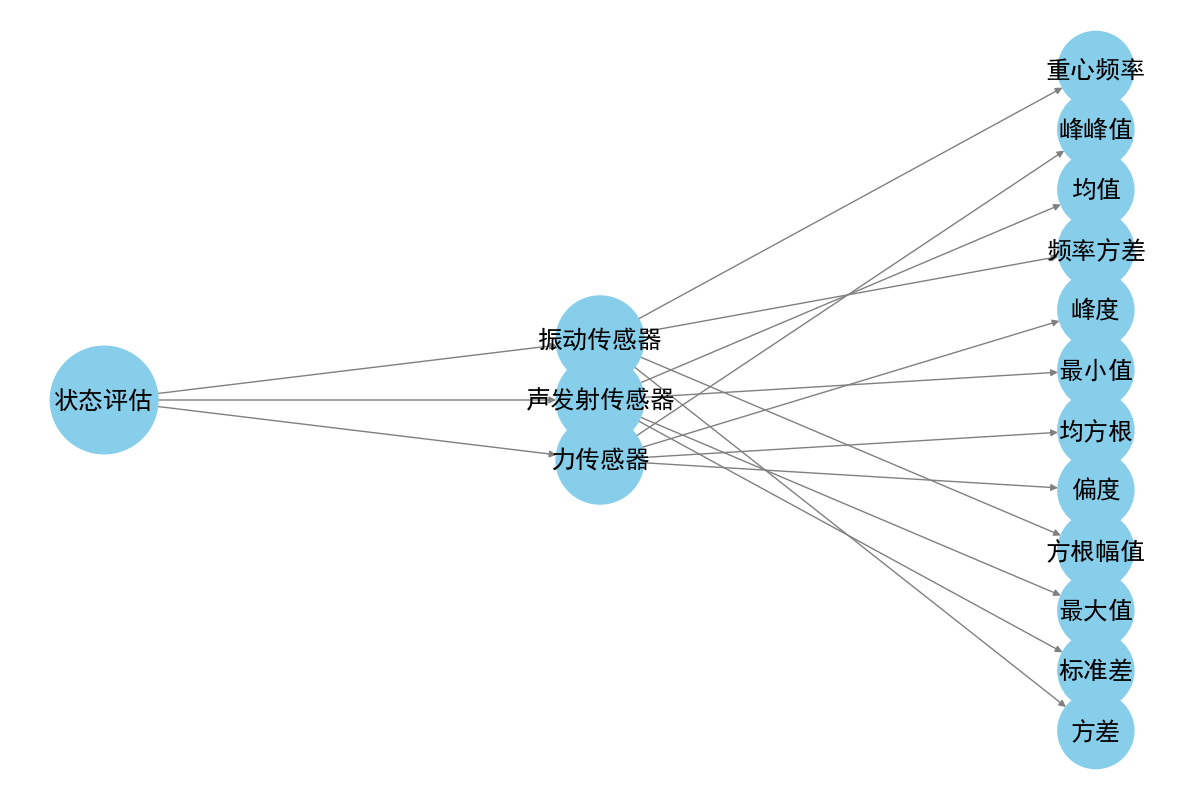 状态评估
振动传感器
声发射传感器
力传感器
重心频率
峰峰值
均值
频率方差
峰度
最小值
均方根
偏度
方根幅值
最大值
标准差
方差